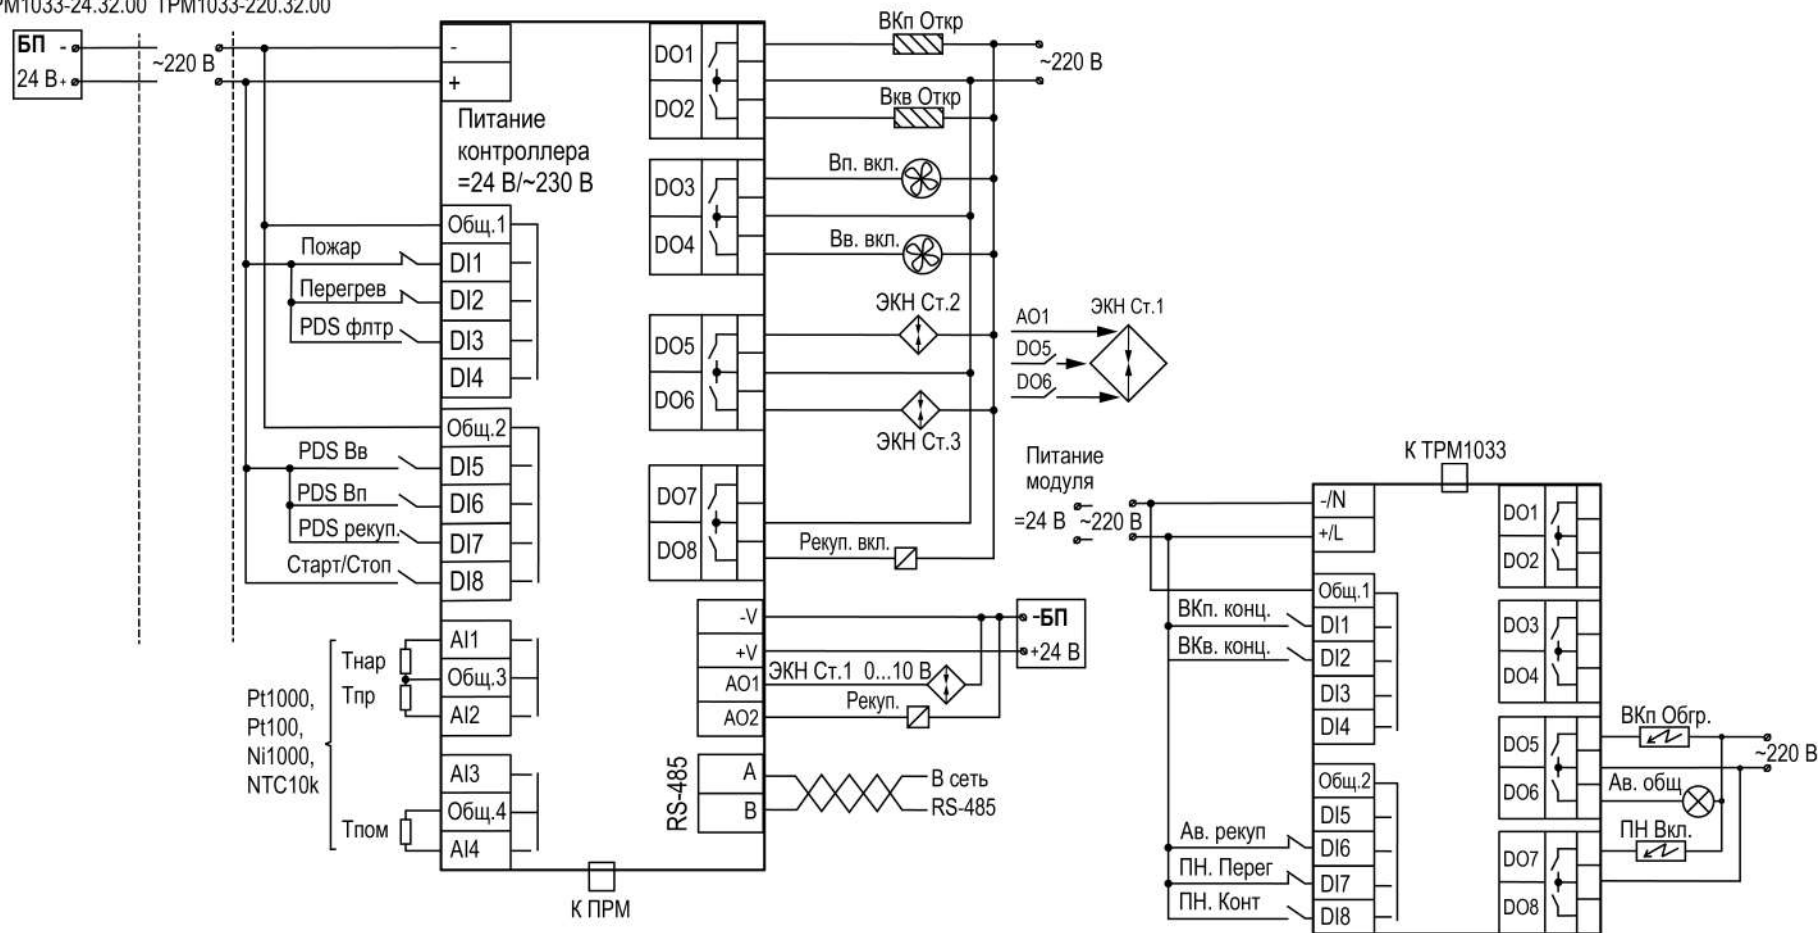 РМ1033-24.32.00 ТРМ1033-220.32.00
БП -
24 В+
~220 В
-
+
Питание
контроллера
=24 В/~230 В
Общ.1
Пожар
DI1
Перегрев
DI2
PDS флтр
DI3
DI4
Общ.2
PDS Вв
DI5
PDS Вп
DI6
PDS рекуп.
DI7
Старт/Стоп
DI8
AI1
Тнар
Общ.3
Тпр
AI2
Pt1000,
Pt100,
Ni1000,
NTC10k
AI3
Общ.4
Тпом
AI4
К ПРМ
DO1
DO2
DO3
DO4
DO5
DO6
DO7
DO8
ВКп Откр
~220 В
Вкв Откр
Вп. вкл.
Вв. вкл.
ЭКН Ст.2
ЭКН Ст.3
Рекуп. вкл.
-V
+V
AO1
AO2
-БП
+24 В
ЭКН Ст.1 0...10 В
Рекуп.
RS-485
A
B
В сеть
RS-485
AO1
DO5
DO6
ЭКН Ст.1
Питание
модуля
=24 В ~220 В
К ТРМ1033
-/N
+/L
Общ.1
ВКп. конц.
DI1
ВКв. конц.
DI2
DI3
DI4
Общ.2
DI5
Ав. рекуп
DI6
ПН. Перег
DI7
ПН. Конт
DI8
DO1
DO2
DO3
DO4
DO5
DO6
DO7
DO8
ВКп Обгр.
~220 В
Ав. общ
ПН Вкл.